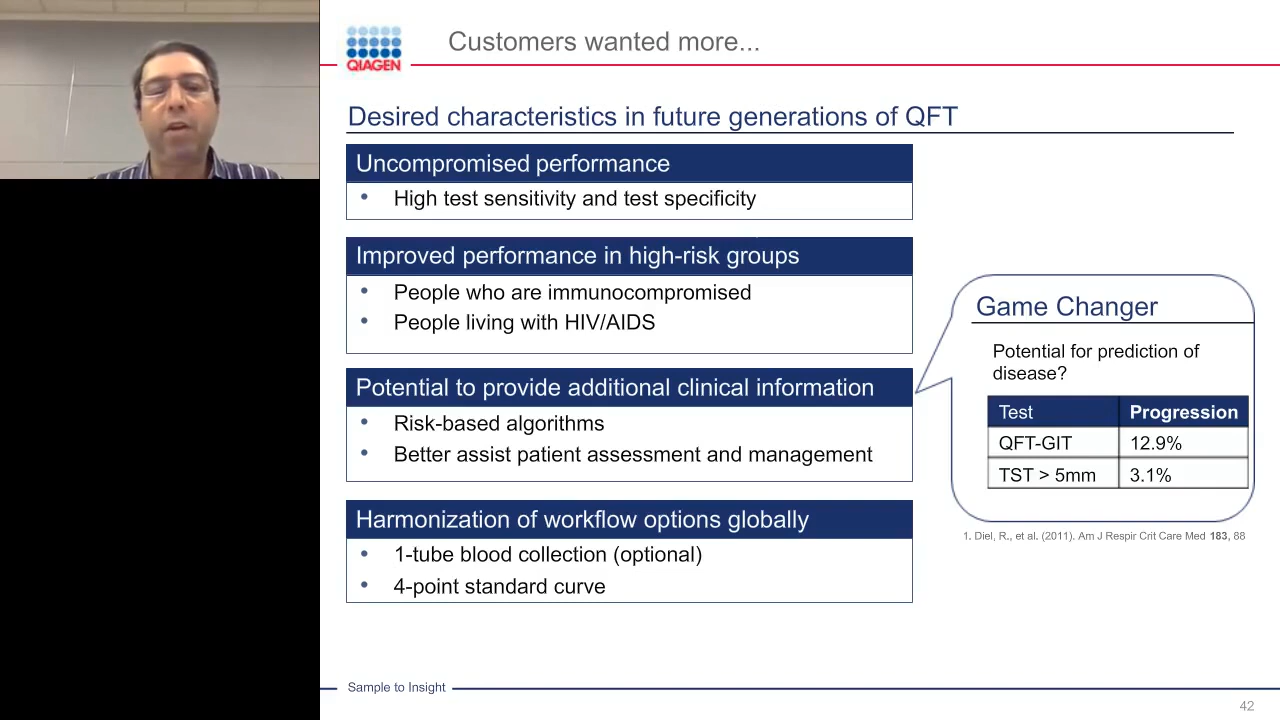 QIAGEN
Customers wanted more...
Desired characteristics in future generations of QFT
Uncompromised performance
• High test sensitivity and test specificity
Improved performance in high-risk groups
• People who are immunocompromised
• People living with HIV/AIDS
Potential to provide additional clinical information
• Risk-based algorithms
• Better assist patient assessment and management
Harmonization of workflow options globally
• 1-tube blood collection (optional)
• 4-point standard curve
Game Changer
Potential for prediction of
disease?
Test Progression
QFT-GIT 12.9%
TST > 5mm 3.1%
1. Diel, R., et al. (2011). Am J Respir Crit Care Med 183, 88
Sample to Insight
42